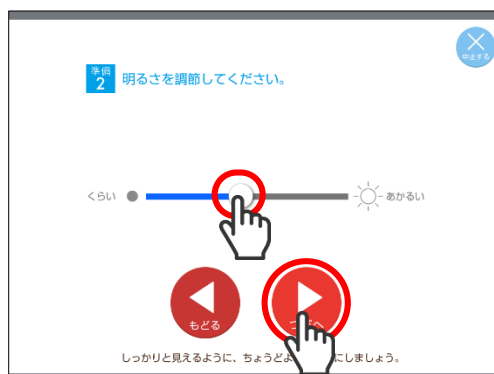 中止する
準備
2
明るさを調節してください。
くらい
あかるい
もどる
しっかりと見えるように、ちょうどよ にしましょう。